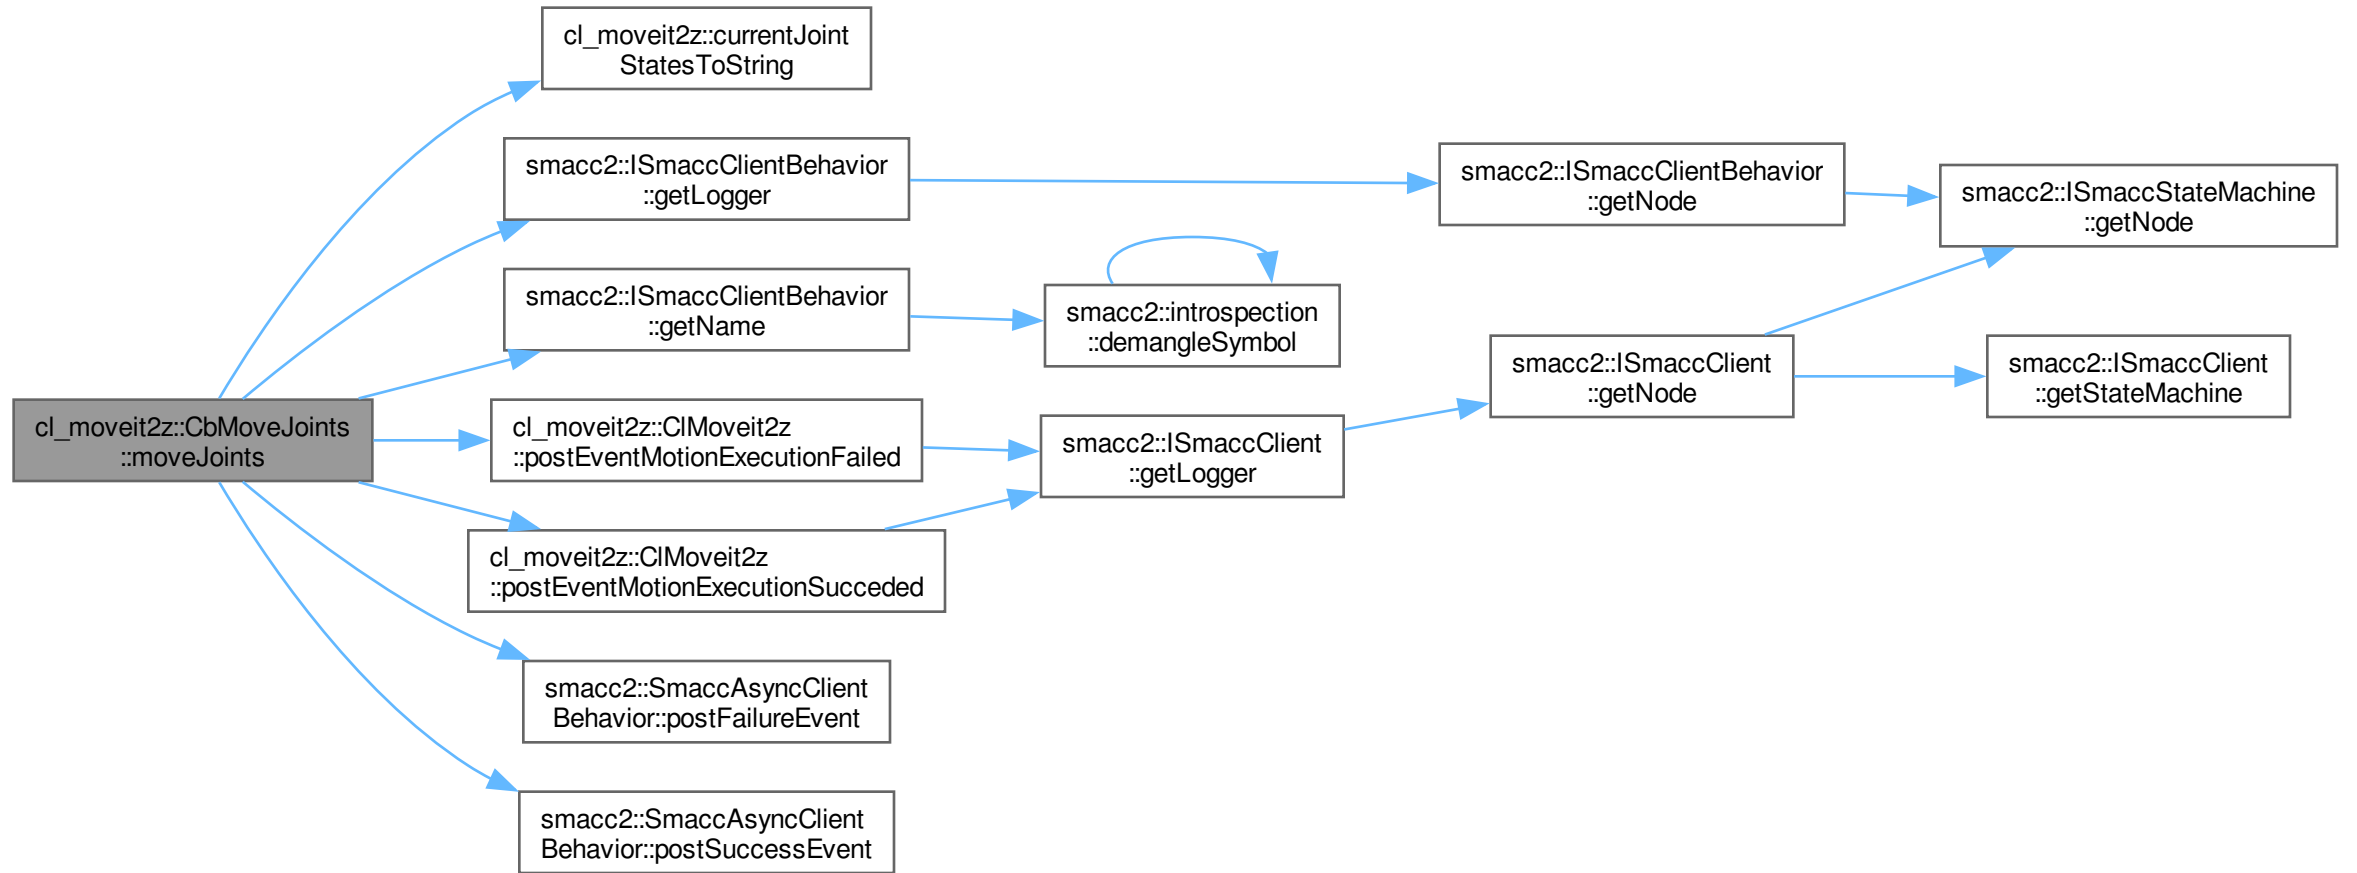 cl_moveit2z::currentJoint
StatesToString
smacc2::ISmaccClientBehavior
::getLogger
smacc2::ISmaccClientBehavior
::getNode
smacc2::ISmaccStateMachine
::getNode
smacc2::ISmaccClientBehavior
::getName
smacc2::introspection
::demangleSymbol
smacc2::ISmaccClient
::getNode
smacc2::ISmaccClient
::getStateMachine
cl_moveit2z::CbMoveJoints
::moveJoints
cl_moveit2z::ClMoveit2z
::postEventMotionExecutionFailed
smacc2::ISmaccClient
::getLogger
cl_moveit2z::ClMoveit2z
::postEventMotionExecutionSucceded
smacc2::SmaccAsyncClient
Behavior::postFailureEvent
smacc2::SmaccAsyncClient
Behavior::postSuccessEvent